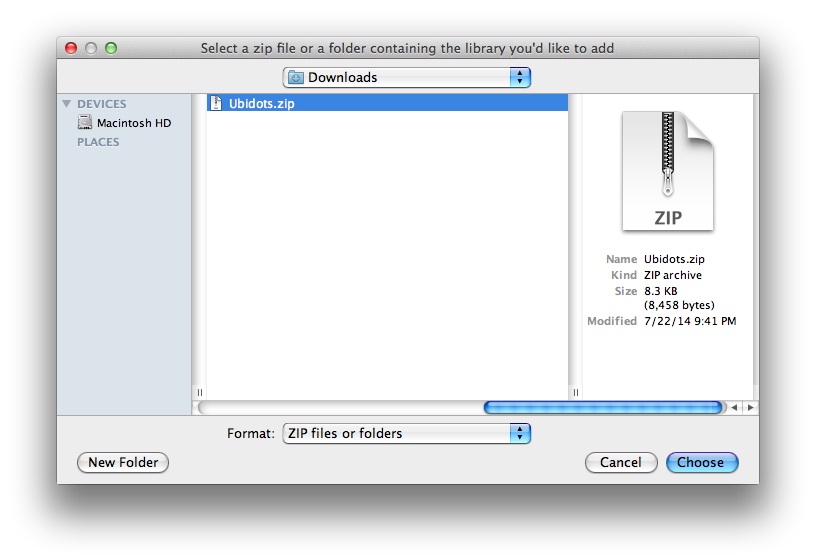 Select a zip file or a folder containing the library you'd like to add
Downloads
DEVICES
Macintosh HD
PLACES
Ubidots.zip
ZIP
Name Ubidots.zip
Kind ZIP archive
Size 8.3 KB
(8,458 bytes)
Modified 7/22/14 9:41 PM
Format: ZIP files or folders
New Folder
Cancel
Choose